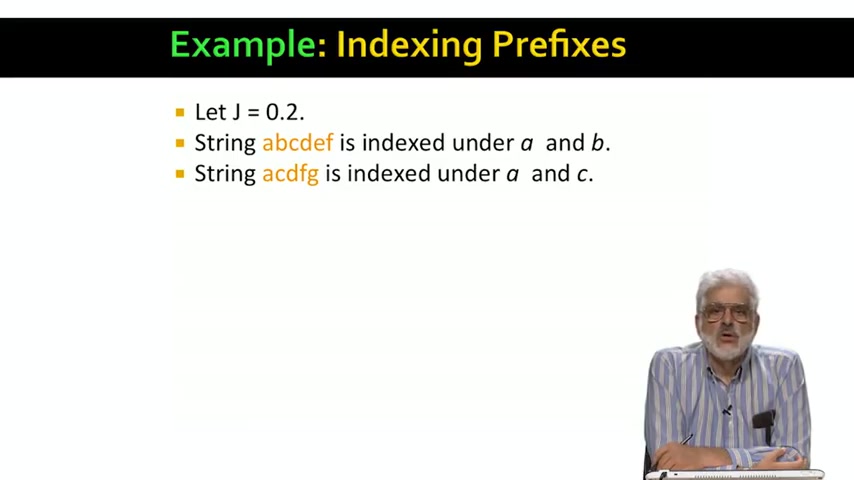 Example: Indexing Prefixes
Let J = 0.2.
String abcdef is indexed under a and b.
String acdfg is indexed under a and c.